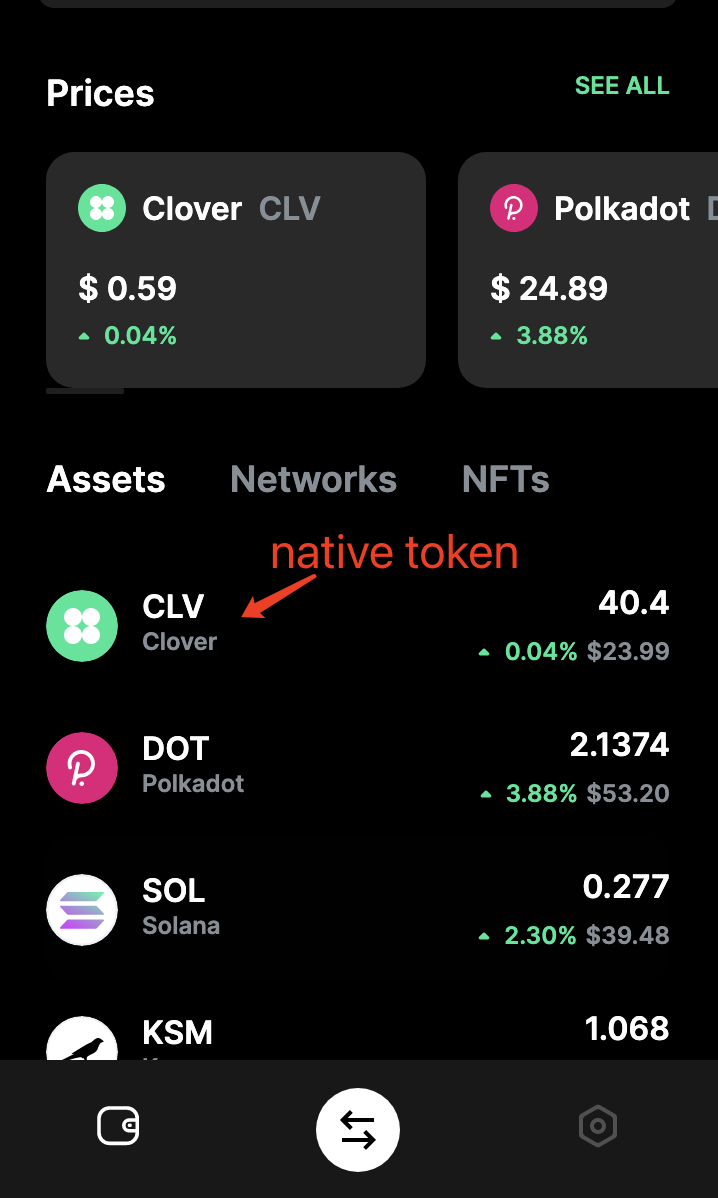 Prices
SEE ALL
Clover CLV
$ 0.59
0.04%
Polkadot
$ 24.89
3.88%
Assets Networks NFTs
native token
CLV
Clover
40.4
0.04% $23.99
DOT
Polkadot
2.1374
3.88% $53.20
SOL
Solana
0.277
2.30% $39.48
KSM
1.068